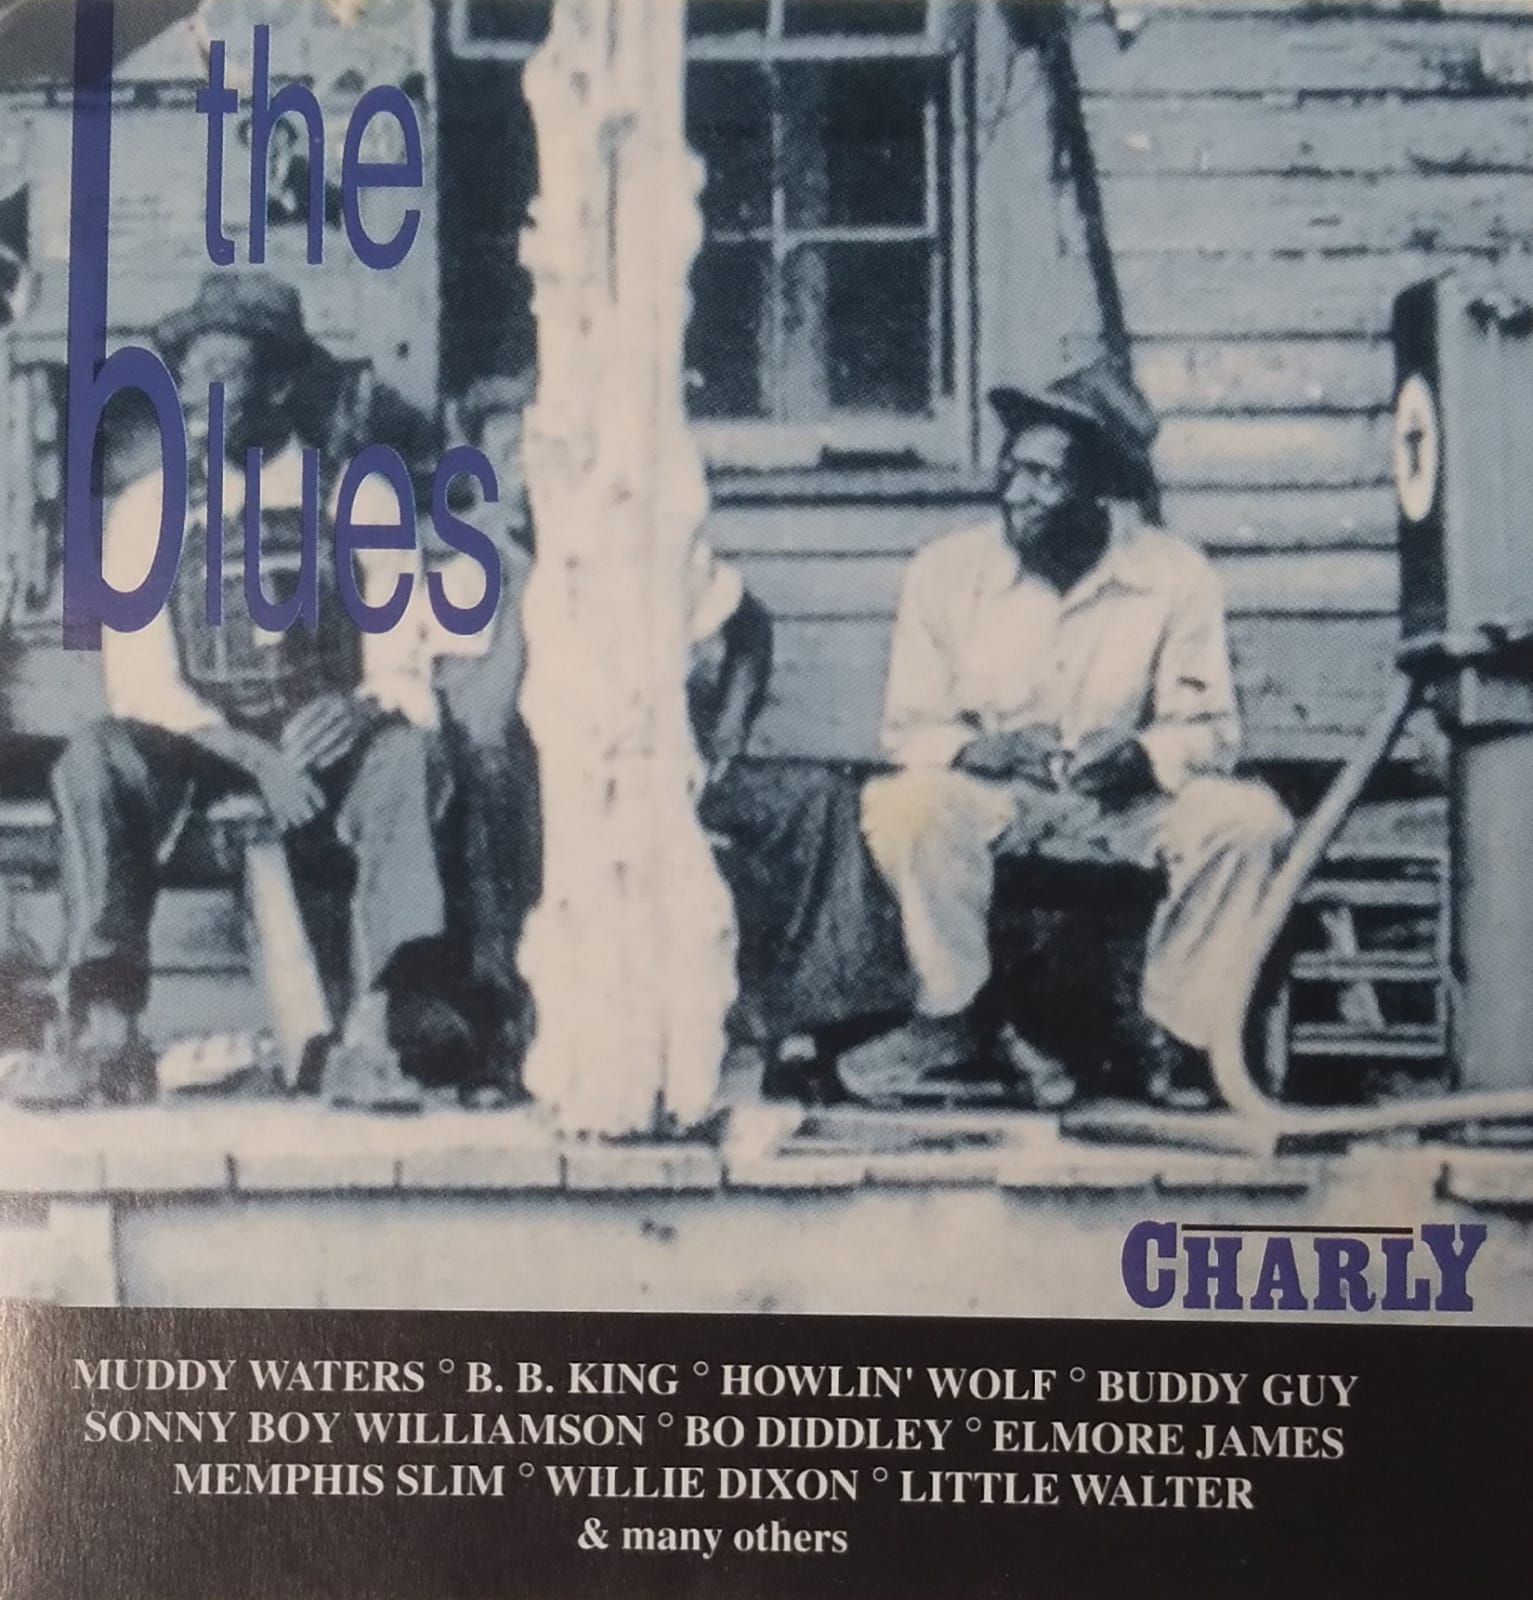 the
blues
CHARLY
MUDDY WATERS ° B. B. KING ° HOWLIN' WOLF ° BUDDY GUY
SONNY BOY WILLIAMSON ° BO DIDDLEY ° ELMORE JAMES
MEMPHIS SLIM ° WILLIE DIXON ° LITTLE WALTER
& many others